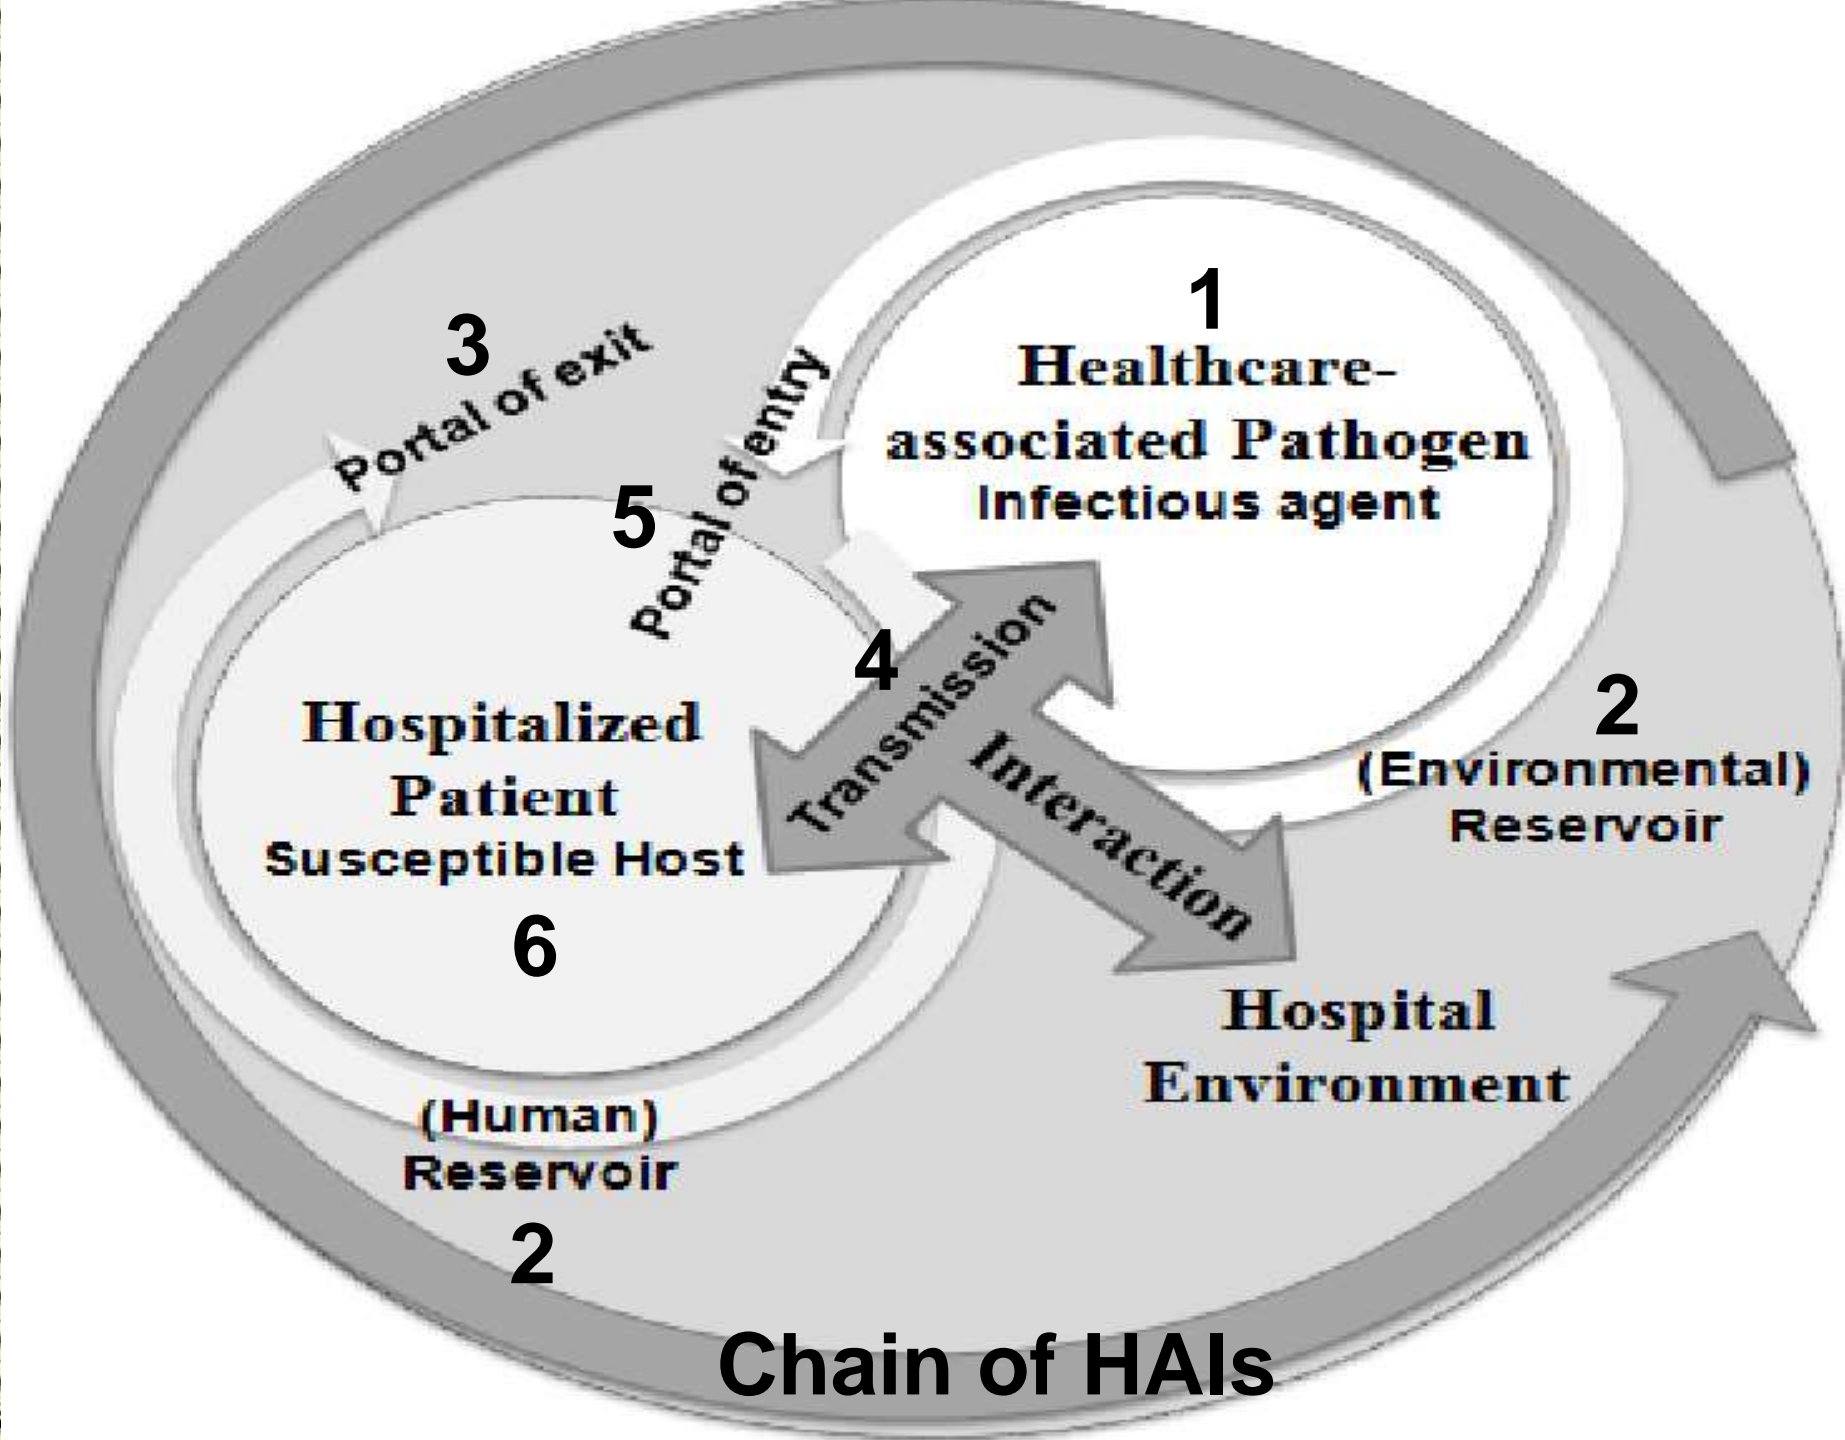 1
Healthcare-
associated Pathogen
Infectious agent
3
Portal of exit
Portal of entry
5
4
Transmission
Interaction
2
(Environmental)
Reservoir
Hospitalized
Patient
Susceptible Host
6
Hospital
Environment
(Human)
Reservoir
2
Chain of HAIs